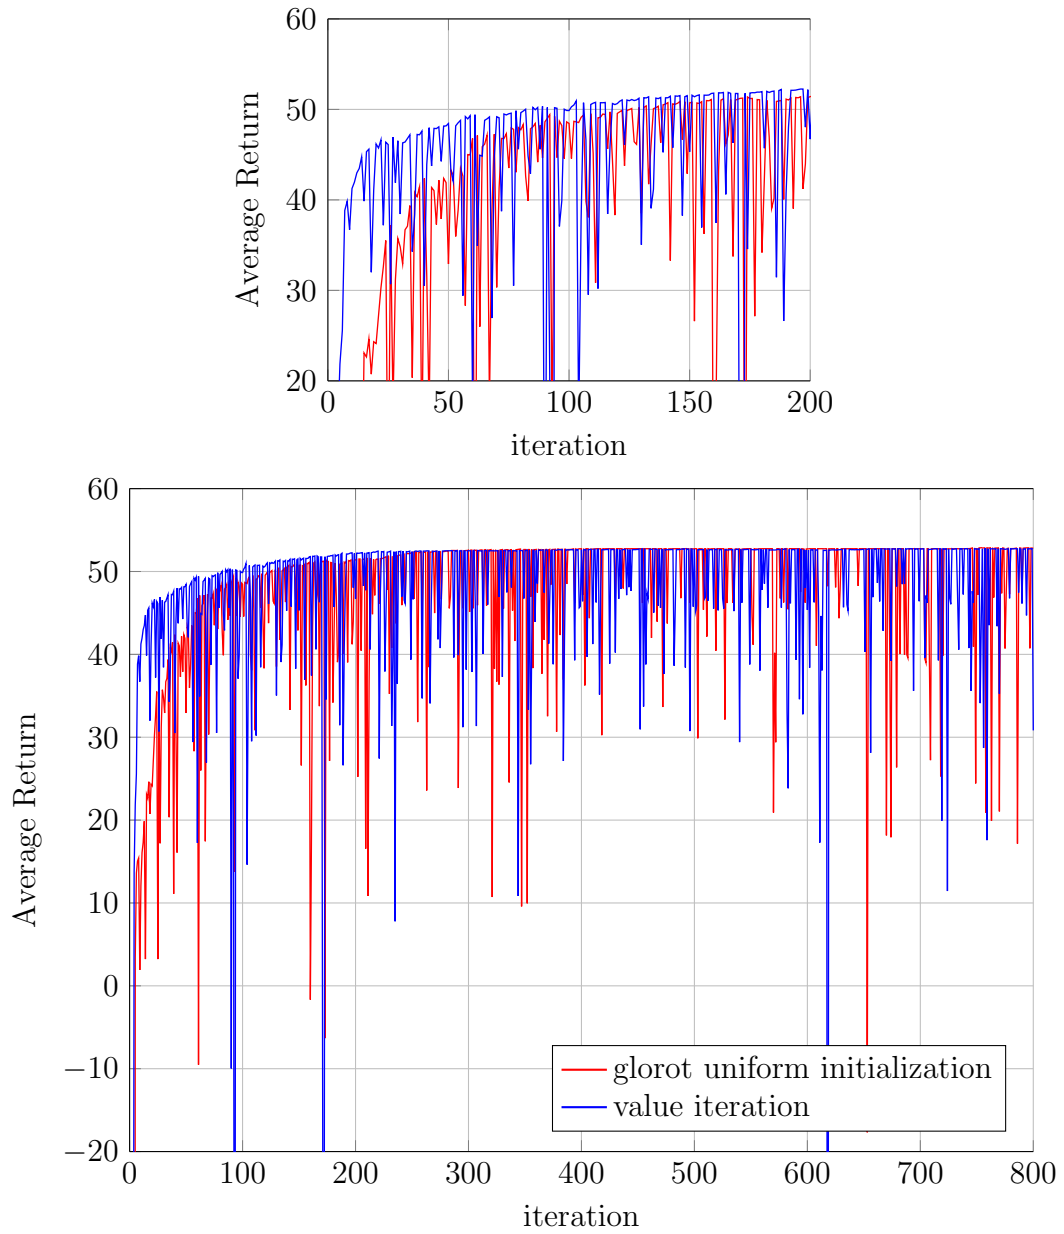 60
50
40
30
20
Average Return
0 50 100 150 200
iteration
60
50
40
30
20
10
0
−10
−20
Average Return
glorot uniform initialization
value iteration
0 100 200 300 400 500 600 700 800
iteration